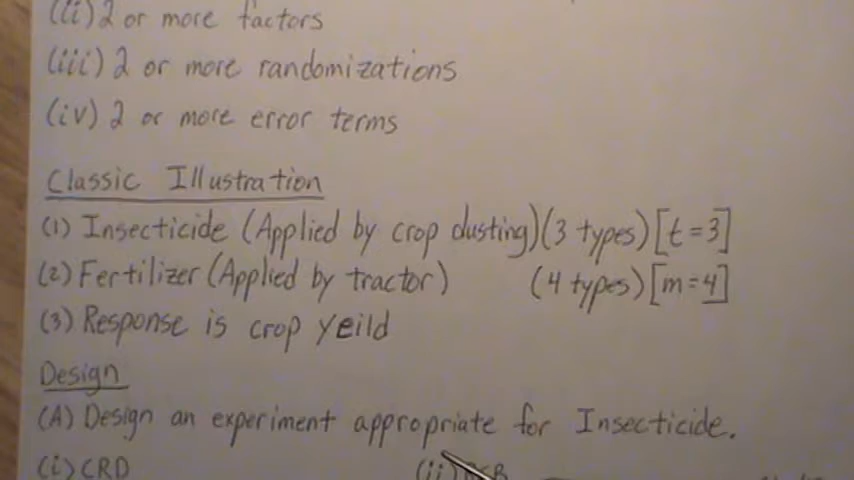 (ii) 2 or more factors
(iii) 2 or more randomizations
(iv) 2 or more error terms
Classic Illustration
(1) Insecticide (Applied by crop dusting) (3 types) [t=3]
(2) Fertilizer (Applied by tractor) (4 types) [m=4]
(3) Response is crop yeild
Design
(A) Design an experiment appropriate for Insecticide.
(i) CRD (ii)